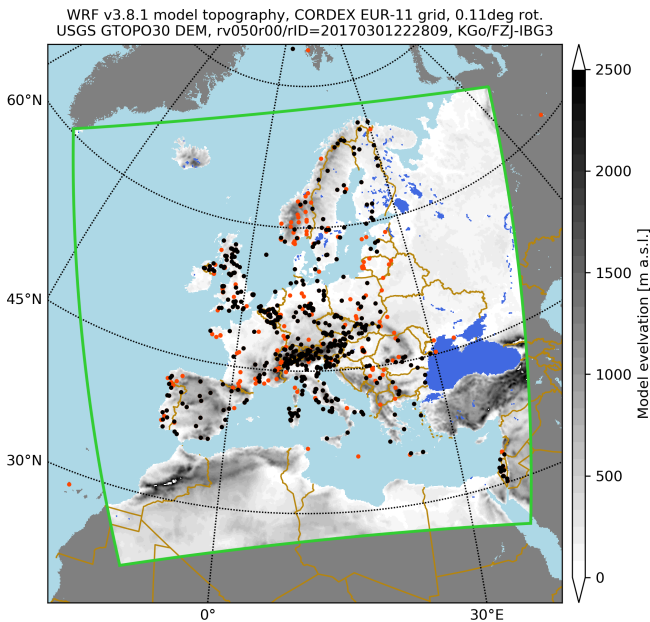 WRF v3.8.1 model topography, CORDEX EUR-11 grid, 0.11deg rot.
USGS GTOPO30 DEM, rv050r00/rID=20170301222809, KGo/FZJ-IBG3
60°N
45°N
30°N
0°
30°E
2500
2000
1500
1000
500
0
Model evelvation [m a.s.l.]